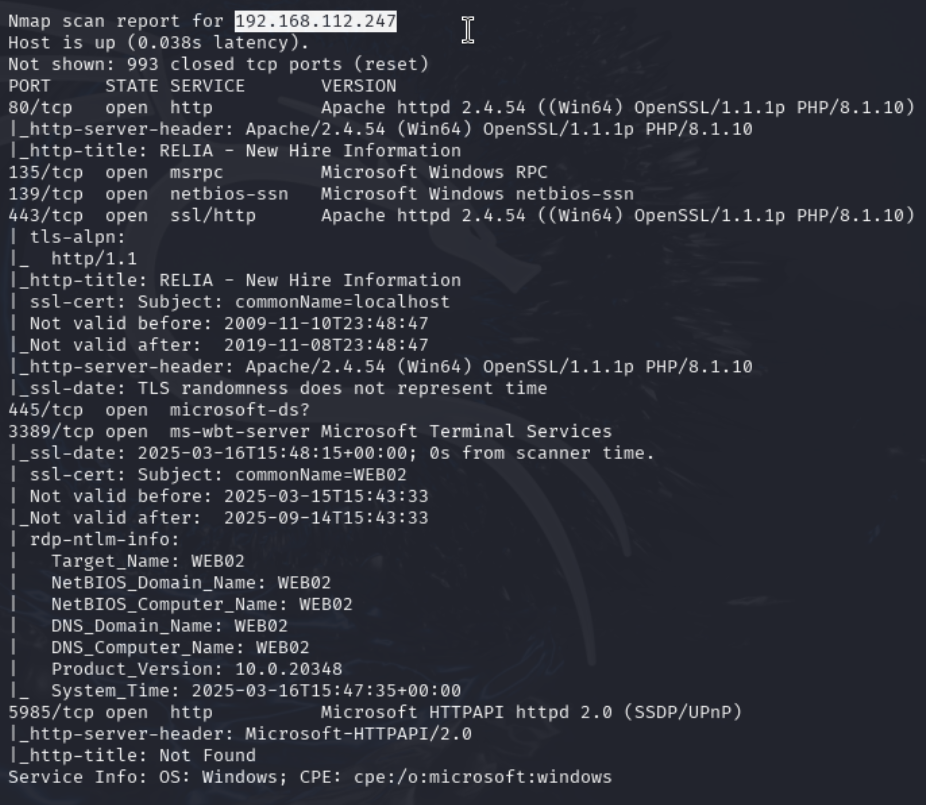 Nmap scan report for 192.168.112.247
Host is up (0.038s latency).
Not shown: 993 closed tcp ports (reset)
PORT     STATE SERVICE       VERSION
80/tcp   open  http          Apache httpd 2.4.54 ((Win64) OpenSSL/1.1.1p PHP/8.1.10)
|_http-server-header: Apache/2.4.54 (Win64) OpenSSL/1.1.1p PHP/8.1.10
|_http-title: RELIA - New Hire Information
135/tcp  open  msrpc         Microsoft Windows RPC
139/tcp  open  netbios-ssn   Microsoft Windows netbios-ssn
443/tcp  open  ssl/http      Apache httpd 2.4.54 ((Win64) OpenSSL/1.1.1p PHP/8.1.10)
| tls-alpn:
|_  http/1.1
|_http-title: RELIA - New Hire Information
| ssl-cert: Subject: commonName=localhost
| Not valid before: 2009-11-10T23:48:47
|_Not valid after:  2019-11-08T23:48:47
|_http-server-header: Apache/2.4.54 (Win64) OpenSSL/1.1.1p PHP/8.1.10
|_ssl-date: TLS randomness does not represent time
445/tcp  open  microsoft-ds?
3389/tcp open  ms-wbt-server Microsoft Terminal Services
|_ssl-date: 2025-03-16T15:48:15+00:00; 0s from scanner time.
| ssl-cert: Subject: commonName=WEB02
| Not valid before: 2025-03-15T15:43:33
|_Not valid after:  2025-09-14T15:43:33
| rdp-ntlm-info:
|   Target_Name: WEB02
|   NetBIOS_Domain_Name: WEB02
|   NetBIOS_Computer_Name: WEB02
|   DNS_Domain_Name: WEB02
|   DNS_Computer_Name: WEB02
|   Product_Version: 10.0.20348
|_  System_Time: 2025-03-16T15:47:35+00:00
5985/tcp open  http          Microsoft HTTPAPI httpd 2.0 (SSDP/UPnP)
|_http-server-header: Microsoft-HTTPAPI/2.0
|_http-title: Not Found
Service Info: OS: Windows; CPE: cpe:/o:microsoft:windows